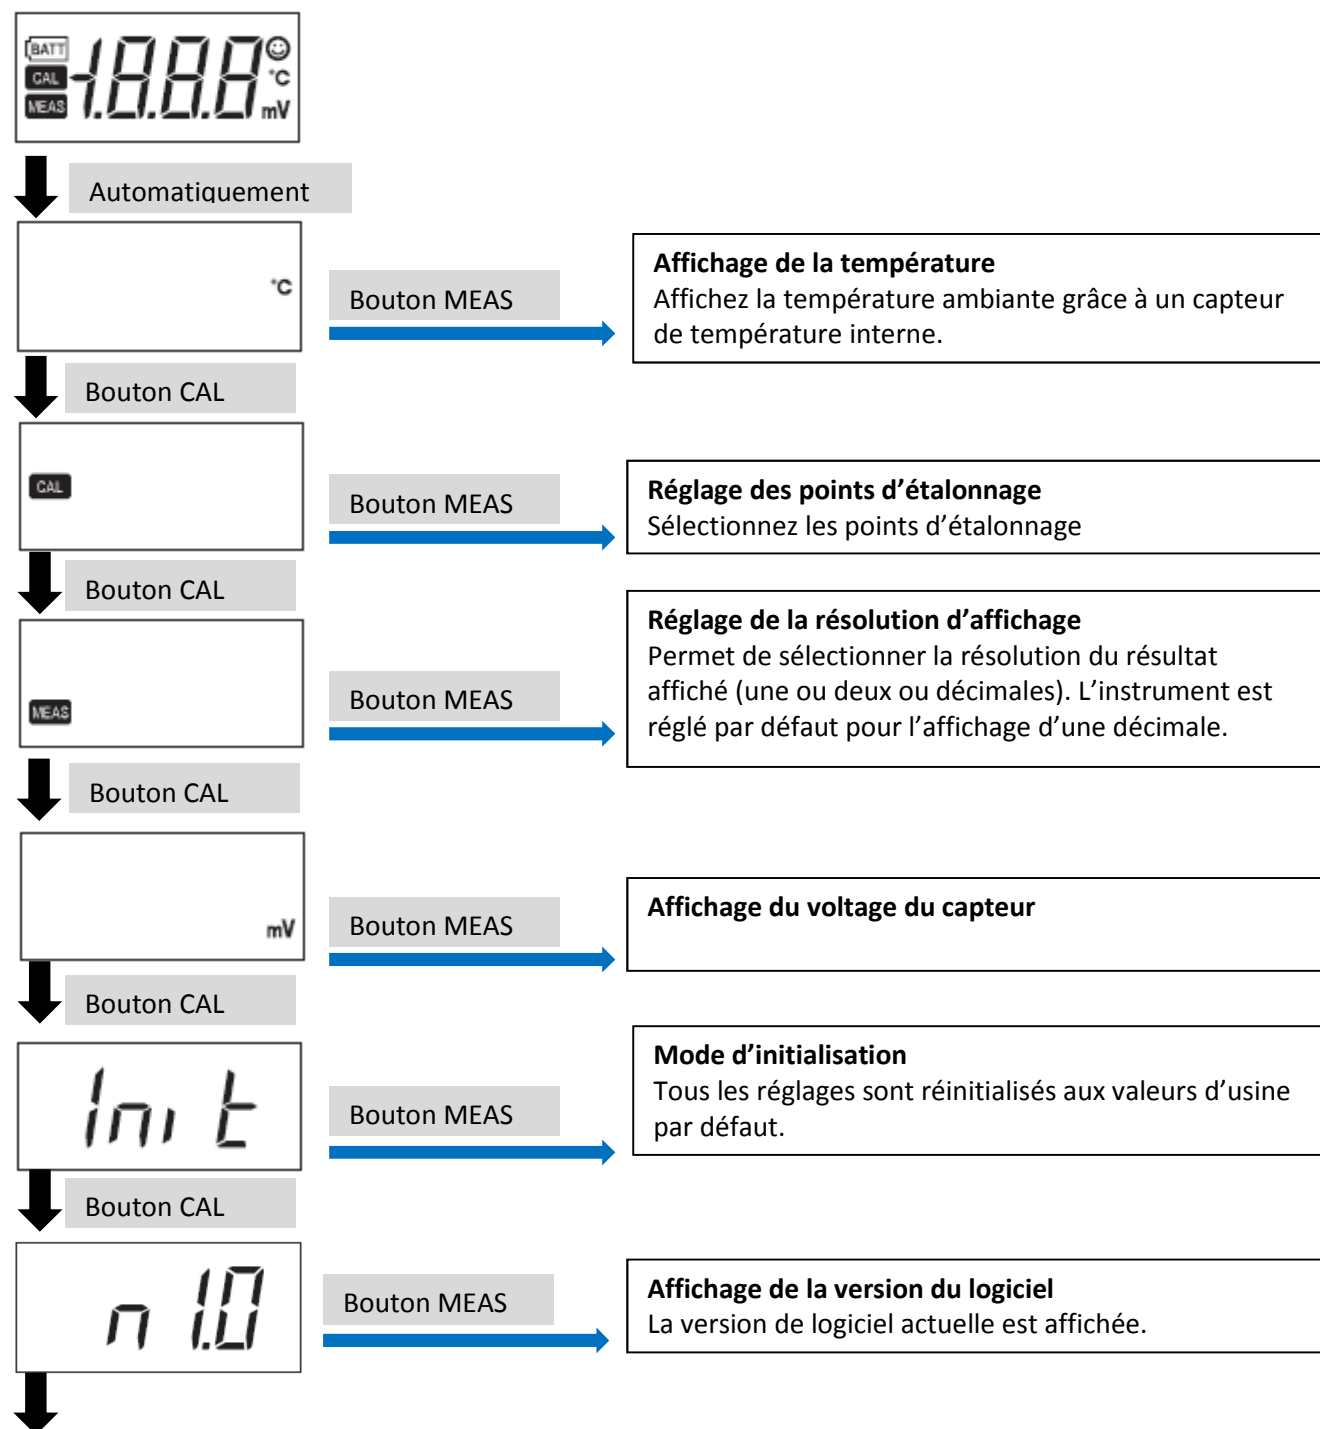 BATT
CAL
MEAS
-1.8.8.8
°C
mV
Automatiquement
°C
Bouton MEAS
Affichage de la température
Affichez la température ambiante grâce à un capteur
de température interne.
Bouton CAL
CAL
Bouton MEAS
Réglage des points d’étalonnage
Sélectionnez les points d’étalonnage
Bouton CAL
MEAS
Bouton MEAS
Réglage de la résolution d’affichage
Permet de sélectionner la résolution du résultat
affiché (une ou deux ou décimales). L’instrument est
réglé par défaut pour l’affichage d’une décimale.
Bouton CAL
mV
Bouton MEAS
Affichage du voltage du capteur
Bouton CAL
Init
Bouton MEAS
Mode d’initialisation
Tous les réglages sont réinitialisés aux valeurs d’usine
par défaut.
Bouton CAL
n 1.0
Bouton MEAS
Affichage de la version du logiciel
La version de logiciel actuelle est affichée.